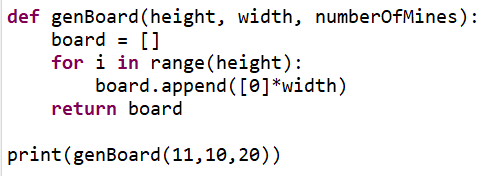 def genBoard(height, width, numberOfMines):
    board = []
    for i in range(height):
        board.append([0]*width)
    return board

print(genBoard(11,10,20))